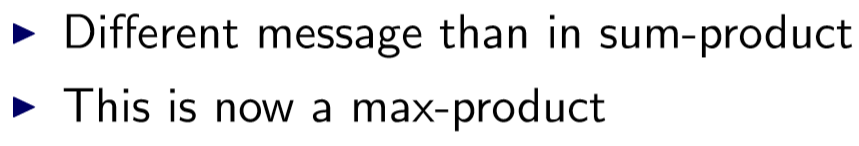 Different message than in sum-product
This is now a max-product